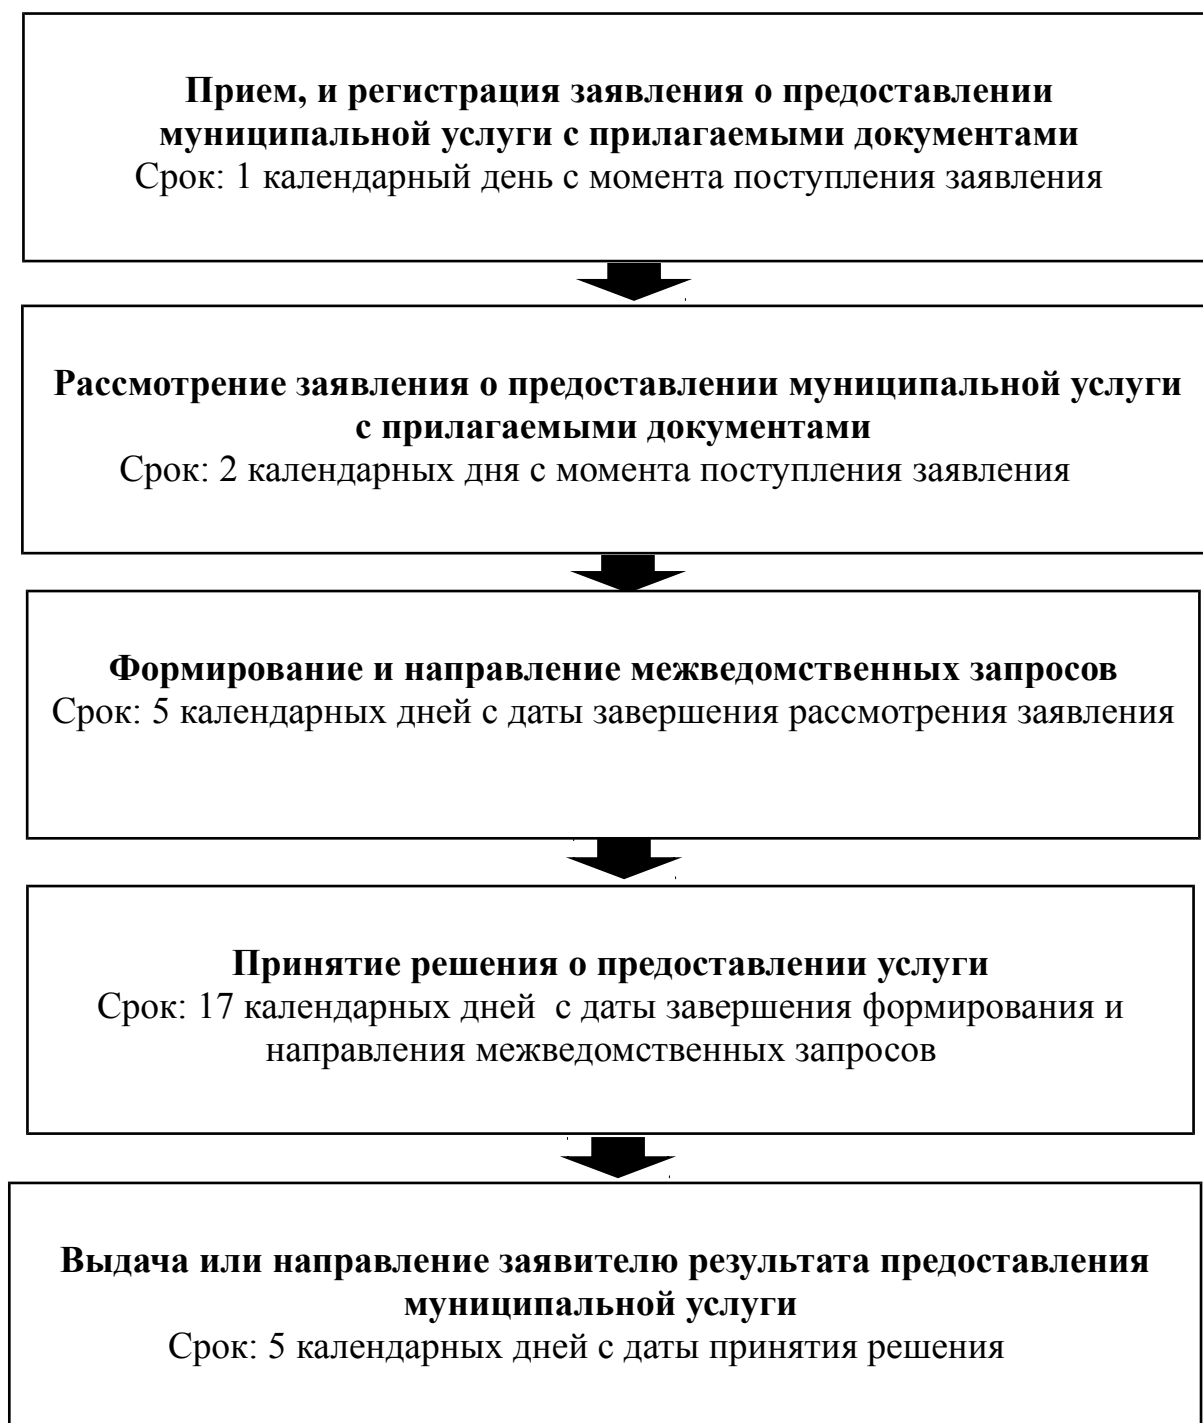 Прием, и регистрация заявления о предоставлении
муниципальной услуги с прилагаемыми документами
Срок: 1 календарный день с момента поступления заявления
Рассмотрение заявления о предоставлении муниципальной услуги
с прилагаемыми документами
Срок: 2 календарных дня с момента поступления заявления
Формирование и направление межведомственных запросов
Срок: 5 календарных дней с даты завершения рассмотрения заявления
Принятие решения о предоставлении услуги
Срок: 17 календарных дней  с даты завершения формирования и
направления межведомственных запросов
Выдача или направление заявителю результата предоставления
муниципальной услуги
Срок: 5 календарных дней с даты принятия решения